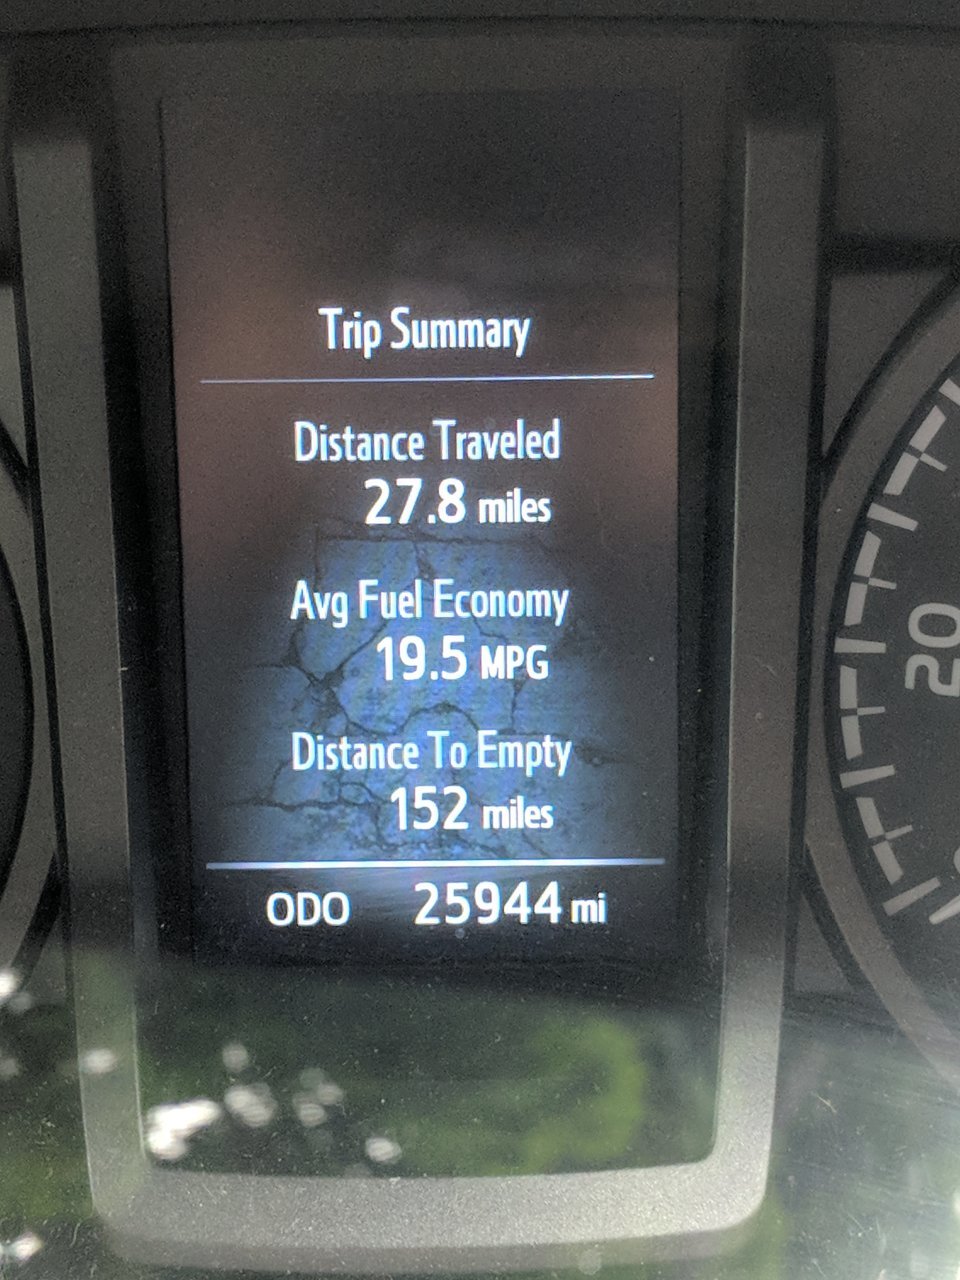 Trip Summary
Distance Traveled
27.8 miles
Avg Fuel Economy
19.5 MPG
Distance To Empty
152 miles
ODO 25944 mi
20